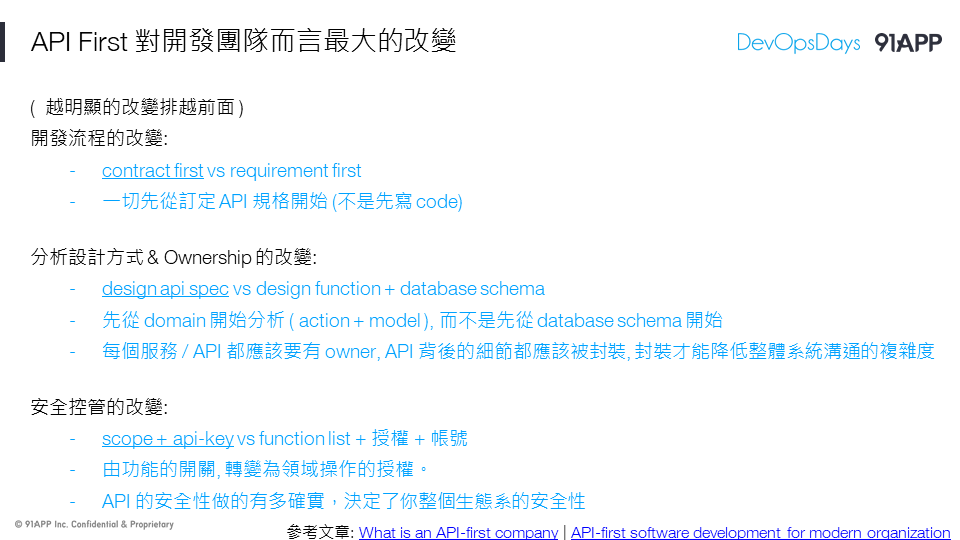 API First 對開發團隊而言最大的改變
DevOpsDays 91APP
( 越明顯的改變排越前面 )
開發流程的改變:
- contract first vs requirement first
- 一切先從訂定 API 規格開始 (不是先寫 code)
分析設計方式 & Ownership 的改變:
- design api spec vs design function + database schema
- 先從 domain 開始分析 ( action + model ), 而不是先從 database schema 開始
- 每個服務 / API 都應該要有 owner, API 背後的細節都應該被封裝, 封裝才能降低整體系統溝通的複雜度
安全控管的改變:
- scope + api-key vs function list + 授權 + 帳號
- 由功能的開關, 轉變為領域操作的授權。
- API 的安全性做的有多確實，決定了你整個生態系的安全性
© 91APP Inc. Confidential & Proprietary
參考文章: What is an API-first company | API-first software development for modern organization